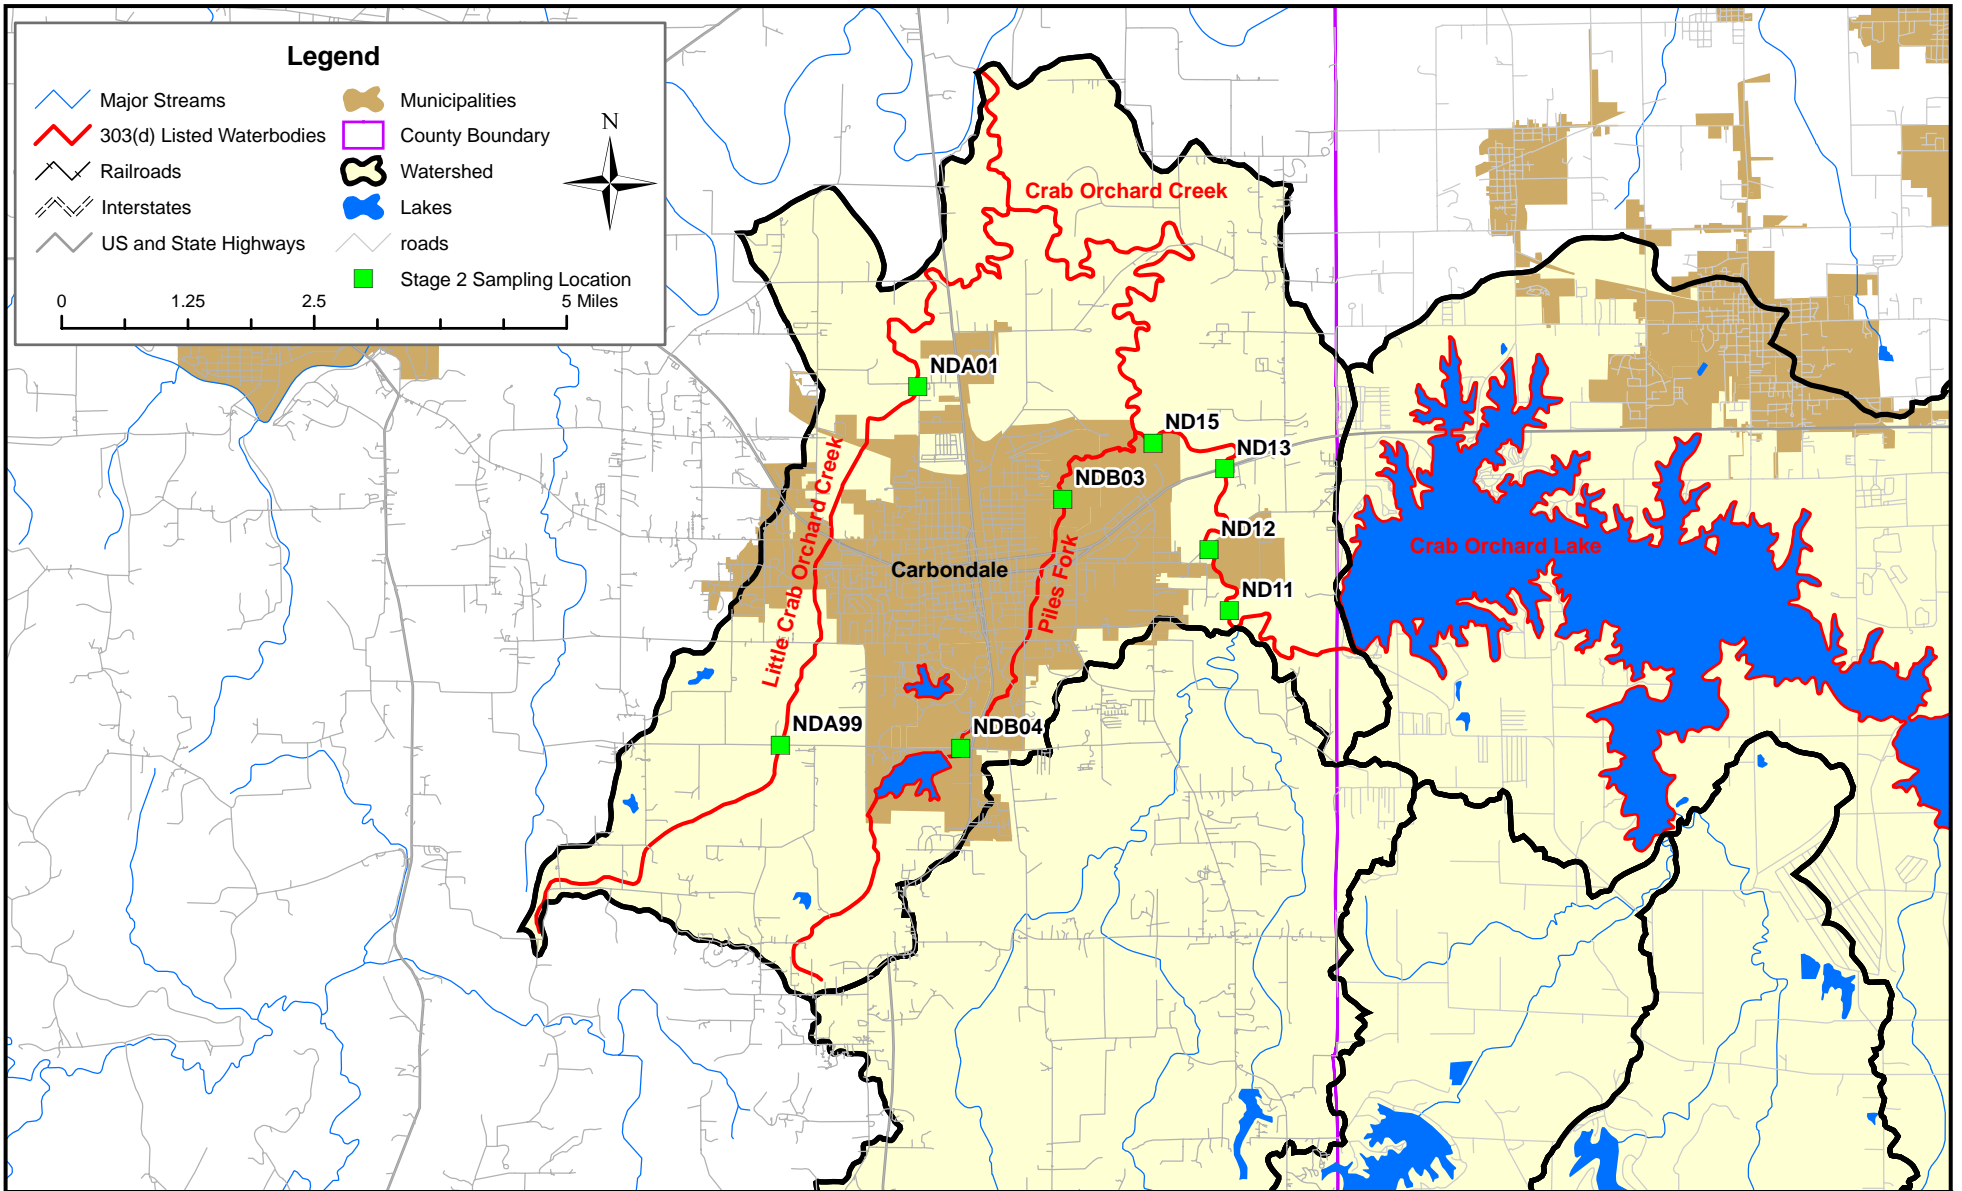 Legend
Major Streams
303(d) Listed Waterbodies
Railroads
Interstates
US and State Highways
Municipalities
County Boundary
Watershed
Lakes
roads
Stage 2 Sampling Location
N
0 1.25 2.5 5 Miles
Crab Orchard Creek
NDA01
ND15
ND13
NDB03
ND12
Crab Orchard Lake
Carbondale
Little Crab Orchard Creek
Piles Fork
ND11
NDA99
NDB04